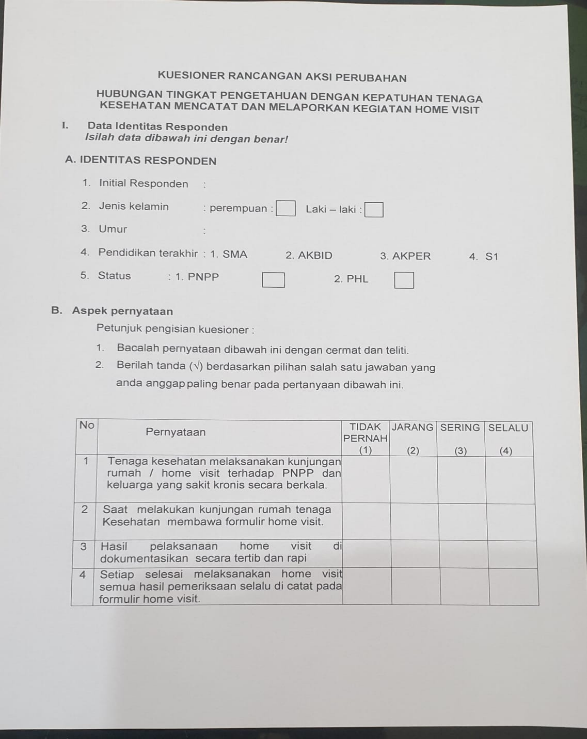 KUESIONER RANCANGAN AKSI PERUBAHAN
HUBUNGAN TINGKAT PENGETAHUAN DENGAN KEPATUHAN TENAGA
KESEHATAN MENCATAT DAN MELAPORKAN KEGIATAN HOME VISIT
I. Data Identitas Responden
Isilah data dibawah ini dengan benar!
A. IDENTITAS RESPONDEN
1. Initial Responden :
2. Jenis kelamin : perempuan : Laki – laki :
3. Umur :
4. Pendidikan terakhir : 1. SMA 2. AKBID 3. AKPER 4. S1
5. Status : 1. PNPP 2. PHL
B. Aspek pernyataan
Petunjuk pengisian kuesioner :
1. Bacalah pernyataan dibawah ini dengan cermat dan teliti.
2. Berilah tanda (√) berdasarkan pilihan salah satu jawaban yang
anda anggap paling benar pada pertanyaan dibawah ini.
No Pernyataan TIDAK PERNAH (1) JARANG (2) SERING (3) SELALU (4)
1 Tenaga kesehatan melaksanakan kunjungan
rumah / home visit terhadap PNPP dan
keluarga yang sakit kronis secara berkala.
2 Saat melakukan kunjungan rumah tenaga
Kesehatan membawa formulir home visit.
3 Hasil pelaksanaan home visit di
dokumentasikan secara tertib dan rapi
4 Setiap selesai melaksanakan home visit
semua hasil pemeriksaan selalu di catat pada
formulir home visit.